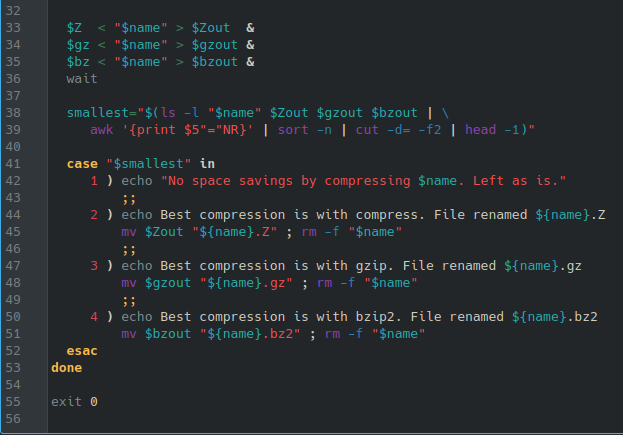 32
33 $Z < "$name" > $Zout &
34 $gz < "$name" > $gzout &
35 $bz < "$name" > $bzout &
36 wait
37
38 smallest="$(ls -l "$name" $Zout $gzout $bzout | \
39 awk '{print $5"="NR}' | sort -n | cut -d= -f2 | head -1)"
40
41 case "$smallest" in
42 1 ) echo "No space savings by compressing $name. Left as is."
43 ;;
44 2 ) echo Best compression is with compress. File renamed ${name}.Z
45 mv $Zout "${name}.Z" ; rm -f "$name"
46 ;;
47 3 ) echo Best compression is with gzip. File renamed ${name}.gz
48 mv $gzout "${name}.gz" ; rm -f "$name"
49 ;;
50 4 ) echo Best compression is with bzip2. File renamed ${name}.bz2
51 mv $bzout "${name}.bz2" ; rm -f "$name"
52 esac
53 done
54
55 exit 0
56